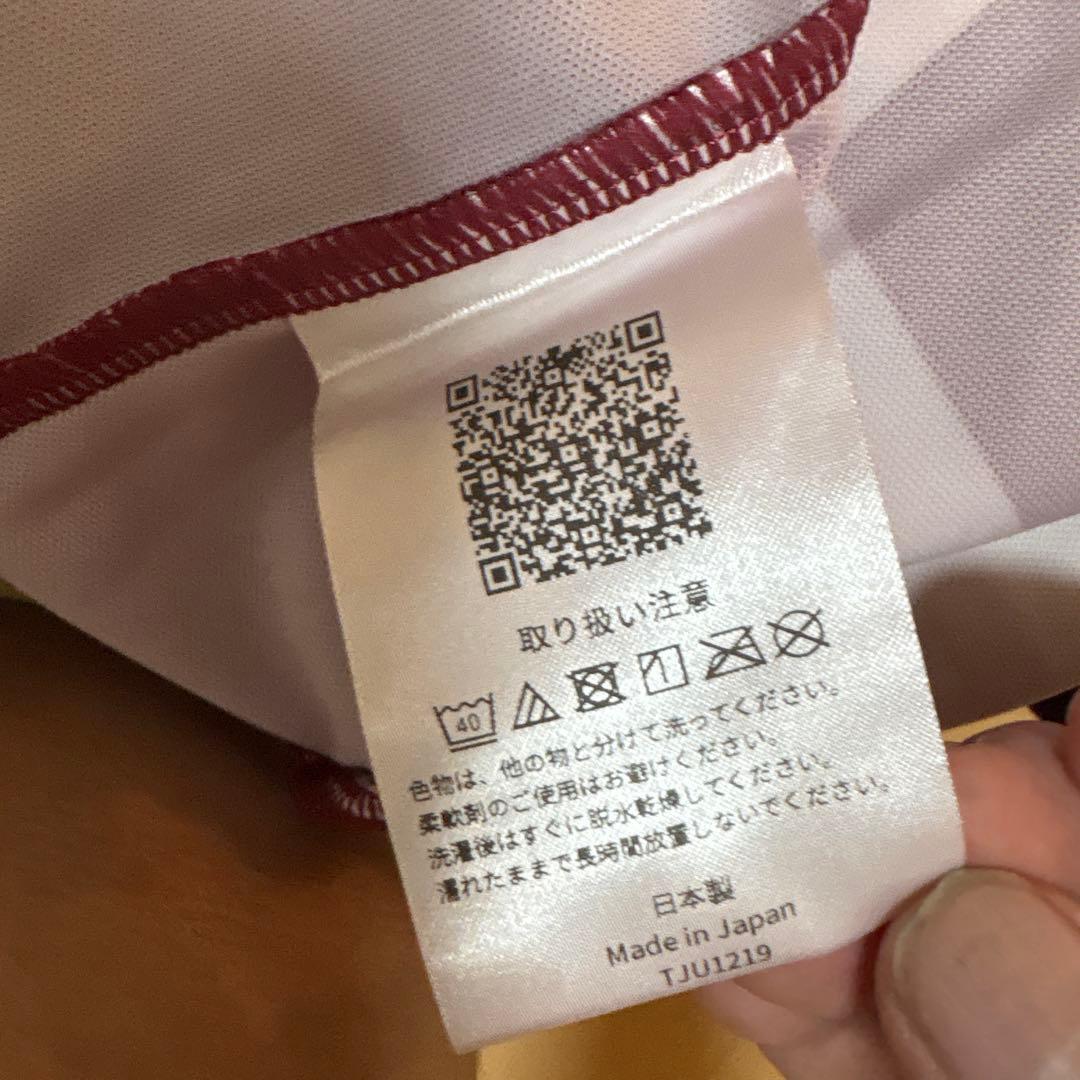 取り扱い注意
40
色物は、他の物と分けて洗ってください。
柔軟剤のご使用はお避けください。
洗濯後はすぐに脱水乾燥してください。
濡れたままで長時間放置しないでください。
日本製
Made in Japan
TJU1219